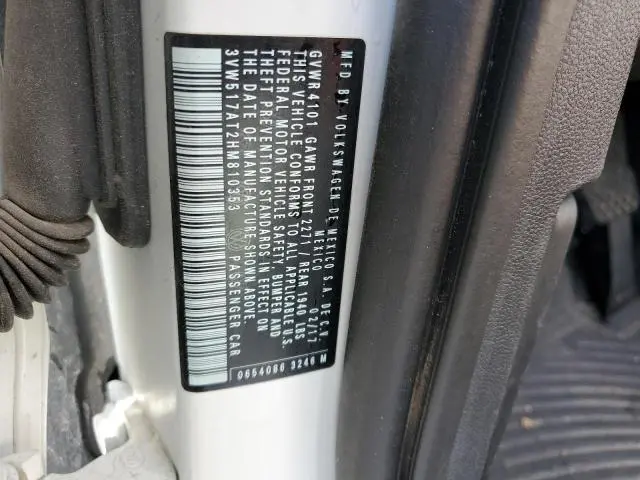 MFD.BY VOLKSWAGEN DE MEXICO S.A. DE C.V.
MEXICO 02/17
GVWR 4101 GAWR FRONT 2271 / REAR 1940 LBS
THIS VEHICLE CONFORMS TO ALL APPLICABLE U.S.
FEDERAL MOTOR VEHICLE SAFETY, BUMPER AND
THEFT PREVENTION STANDARDS IN EFFECT ON
THE DATE OF MANUFACTURE SHOWN ABOVE.
3VW517AT2HM810353 PASSENGER CAR
0654086 3246 M